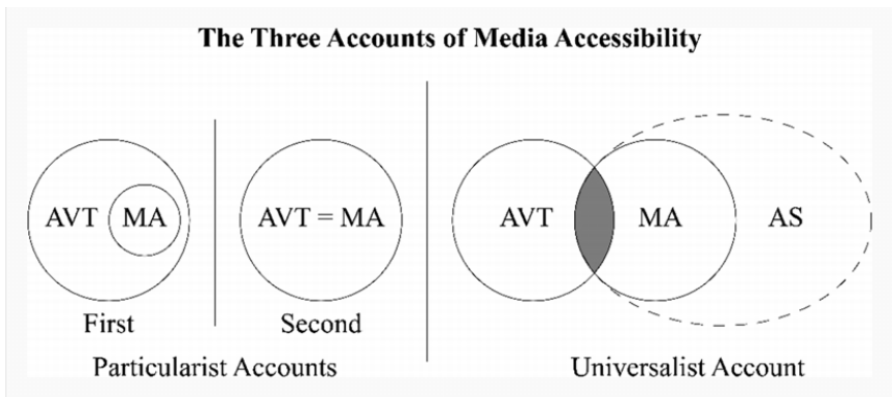 The Three Accounts of Media Accessibility
AVT MA
First
AVT = MA
Second
Particularist Accounts
AVT MA AS
Universalist Account